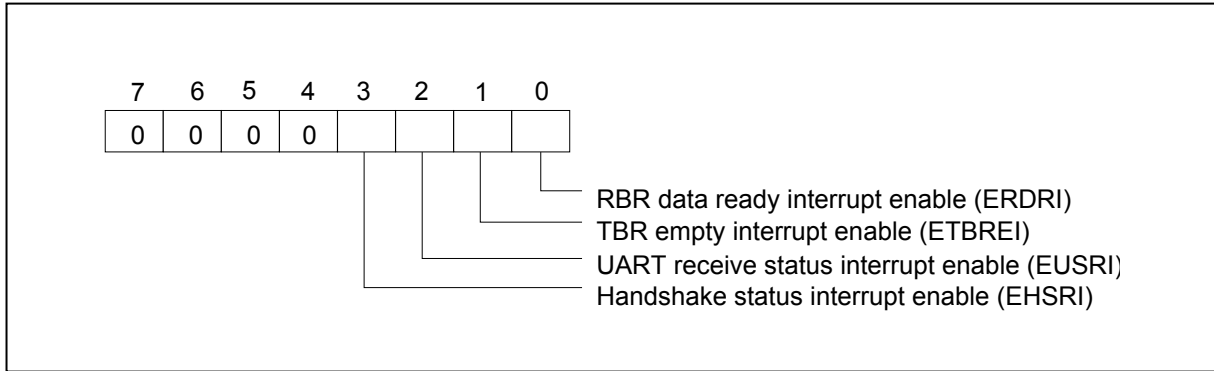 7 6 5 4 3 2 1 0
0 0 0 0
RBR data ready interrupt enable (ERDRI)
TBR empty interrupt enable (ETBREI)
UART receive status interrupt enable (EUSRI)
Handshake status interrupt enable (EHSRI)